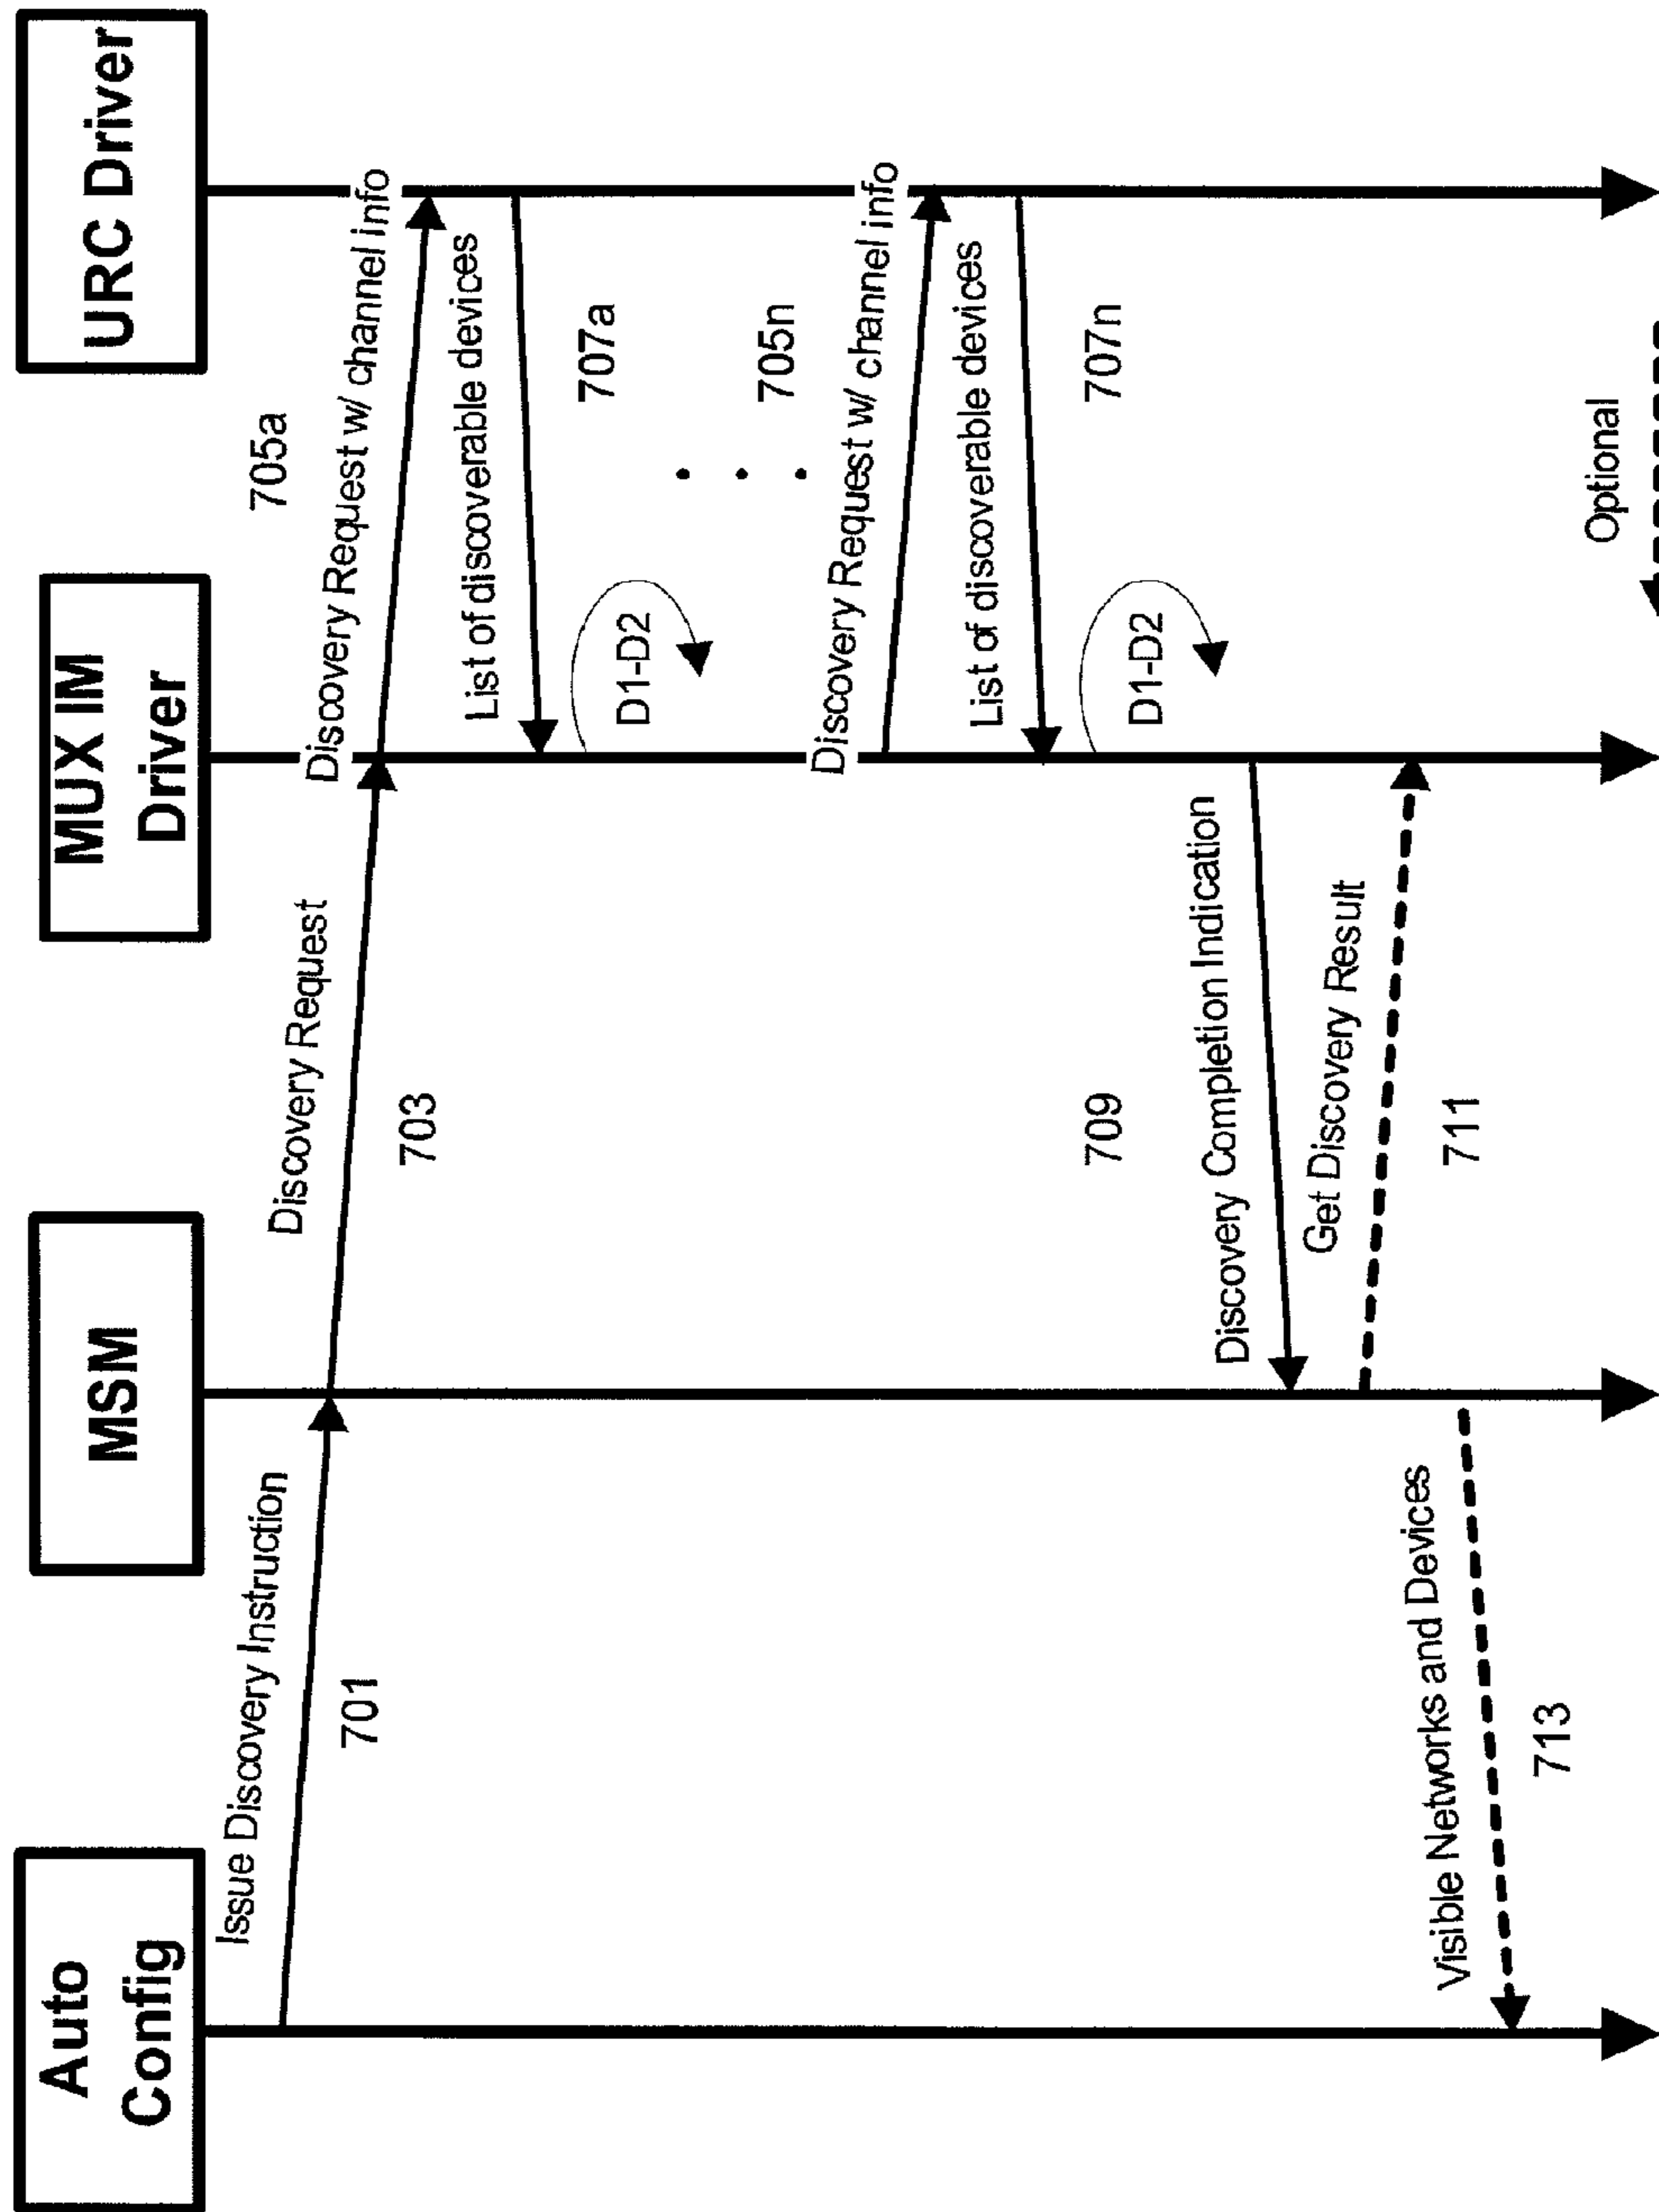 Auto
Config
MSM
MUX IM
Driver
URC Driver
Issue Discovery Instruction
701
Discovery Request
703
705a
Discovery Request w/ channel info
List of discoverable devices
707a
D1-D2
. . .
705n
Discovery Request w/ channel info
List of discoverable devices
707n
D1-D2
709
Discovery Completion Indication
Get Discovery Result
711
Visible Networks and Devices
713
Optional